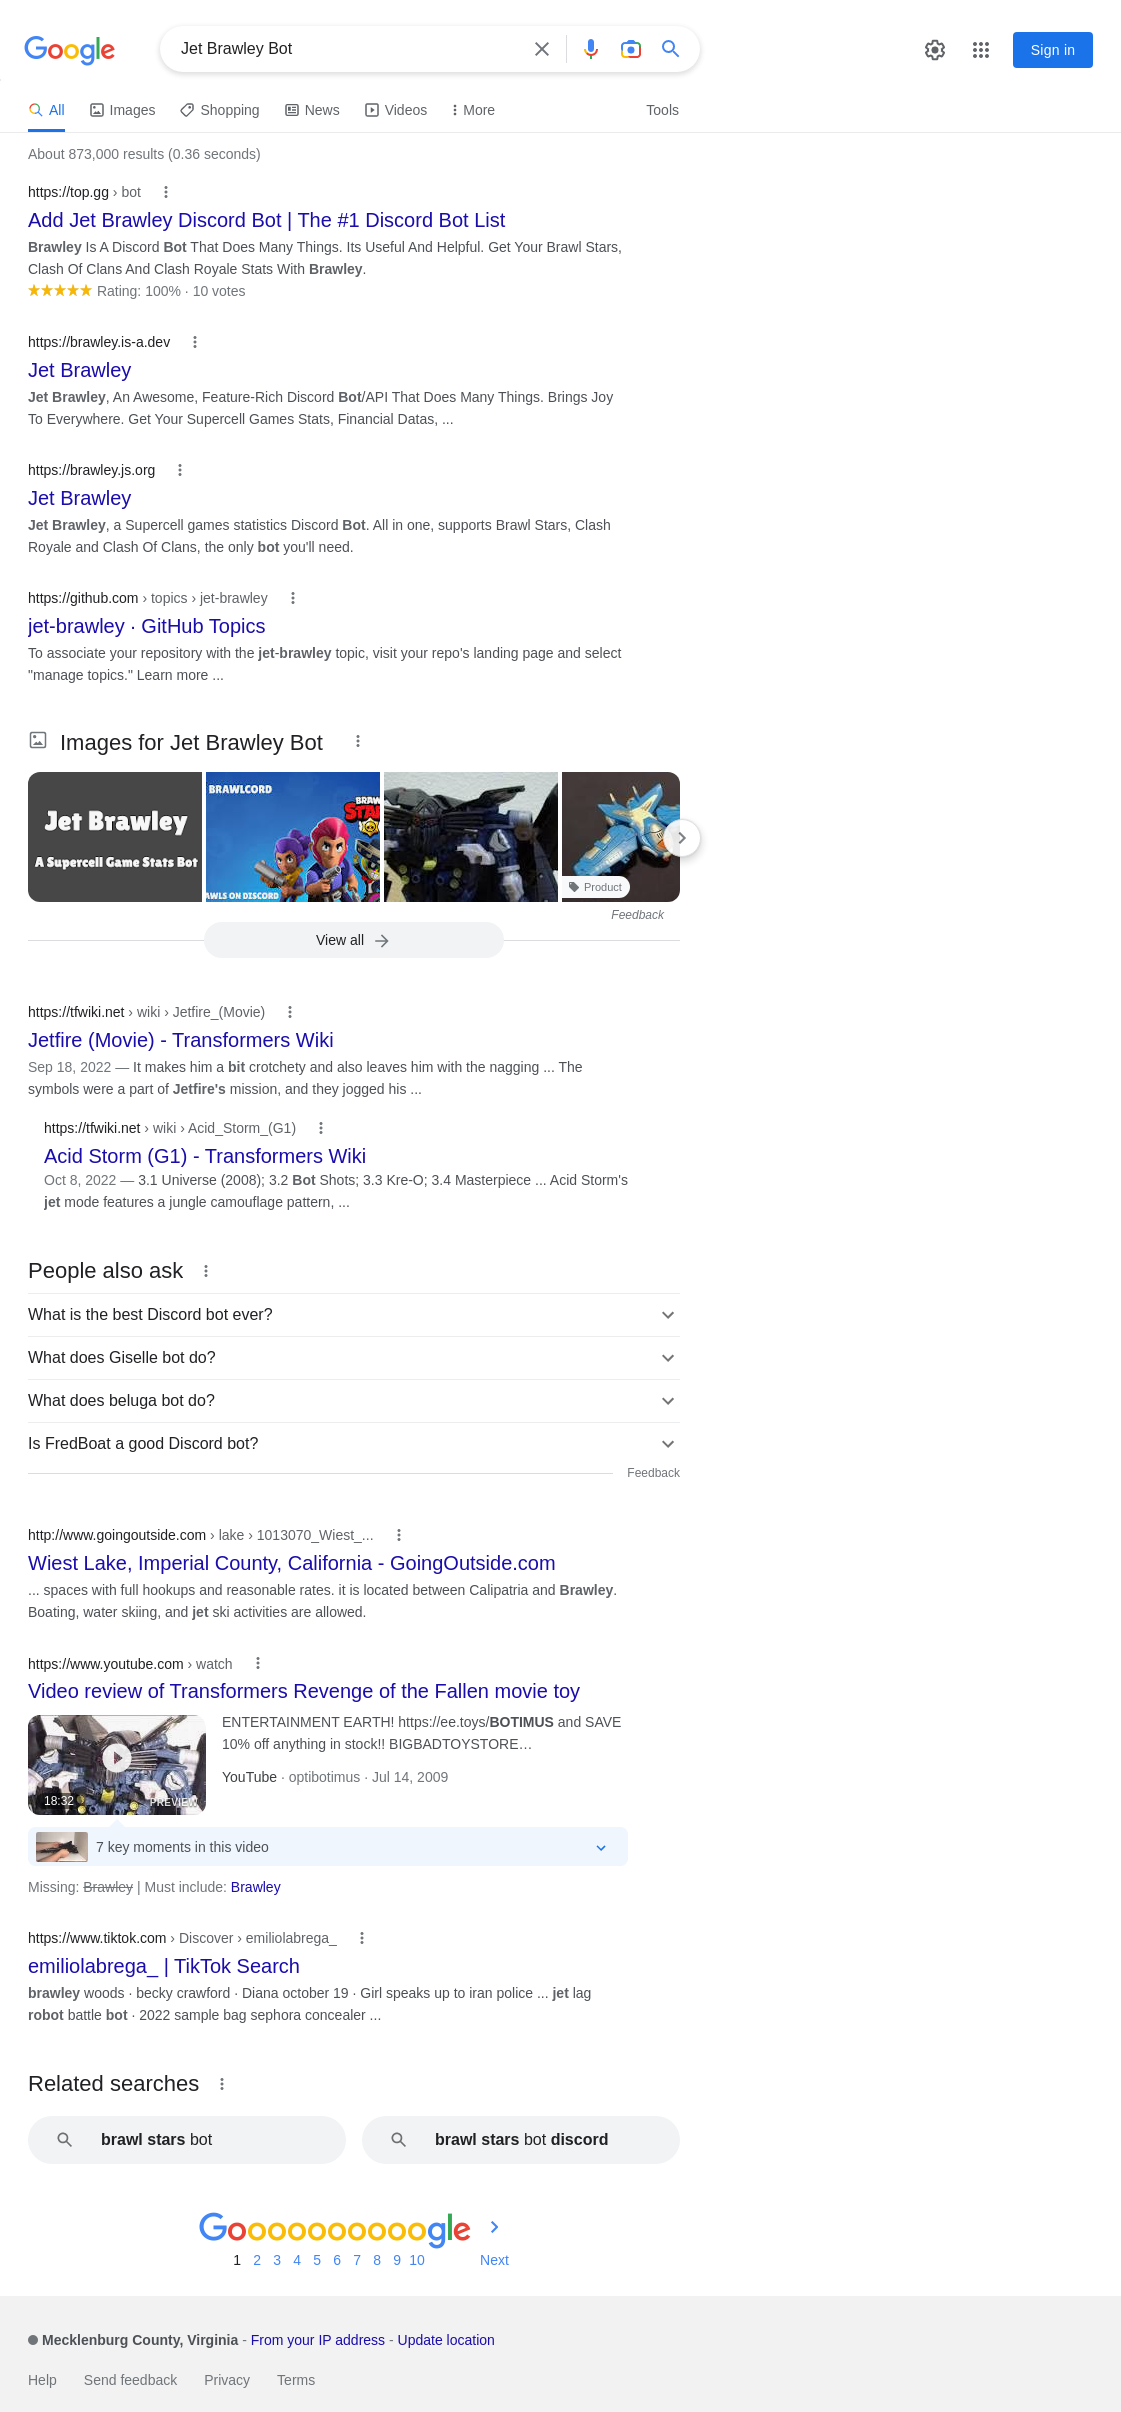 Google
Jet Brawley Bot
Sign in
All
Images
Shopping
News
Videos
More
Tools
About 873,000 results (0.36 seconds)
https://top.gg › bot
Add Jet Brawley Discord Bot | The #1 Discord Bot List
Brawley Is A Discord Bot That Does Many Things. Its Useful And Helpful. Get Your Brawl Stars,
Clash Of Clans And Clash Royale Stats With Brawley.
Rating: 100% · 10 votes
https://brawley.is-a.dev
Jet Brawley
Jet Brawley, An Awesome, Feature-Rich Discord Bot/API That Does Many Things. Brings Joy
To Everywhere. Get Your Supercell Games Stats, Financial Datas, ...
https://brawley.js.org
Jet Brawley
Jet Brawley, a Supercell games statistics Discord Bot. All in one, supports Brawl Stars, Clash
Royale and Clash Of Clans, the only bot you'll need.
https://github.com › topics › jet-brawley
jet-brawley · GitHub Topics
To associate your repository with the jet-brawley topic, visit your repo's landing page and select
"manage topics." Learn more ...
Images for Jet Brawley Bot
Jet Brawley
A Supercell Game Stats Bot
BRAWLCORD
BRAW
STA
AWLS ON DISCORD
Product
Feedback
View all
https://tfwiki.net › wiki › Jetfire_(Movie)
Jetfire (Movie) - Transformers Wiki
Sep 18, 2022 — It makes him a bit crotchety and also leaves him with the nagging ... The
symbols were a part of Jetfire's mission, and they jogged his ...
https://tfwiki.net › wiki › Acid_Storm_(G1)
Acid Storm (G1) - Transformers Wiki
Oct 8, 2022 — 3.1 Universe (2008); 3.2 Bot Shots; 3.3 Kre-O; 3.4 Masterpiece ... Acid Storm's
jet mode features a jungle camouflage pattern, ...
People also ask
What is the best Discord bot ever?
What does Giselle bot do?
What does beluga bot do?
Is FredBoat a good Discord bot?
Feedback
http://www.goingoutside.com › lake › 1013070_Wiest_...
Wiest Lake, Imperial County, California - GoingOutside.com
... spaces with full hookups and reasonable rates. it is located between Calipatria and Brawley.
Boating, water skiing, and jet ski activities are allowed.
https://www.youtube.com › watch
Video review of Transformers Revenge of the Fallen movie toy
ENTERTAINMENT EARTH! https://ee.toys/BOTIMUS and SAVE
10% off anything in stock!! BIGBADTOYSTORE…
YouTube · optibotimus · Jul 14, 2009
18:32
PREVIEW
7 key moments in this video
Missing: Brawley | Must include: Brawley
https://www.tiktok.com › Discover › emiliolabrega_
emiliolabrega_ | TikTok Search
brawley woods · becky crawford · Diana october 19 · Girl speaks up to iran police ... jet lag
robot battle bot · 2022 sample bag sephora concealer ...
Related searches
brawl stars bot
brawl stars bot discord
Goooooooooogle
1 2 3 4 5 6 7 8 9 10 Next
Mecklenburg County, Virginia - From your IP address - Update location
Help Send feedback Privacy Terms